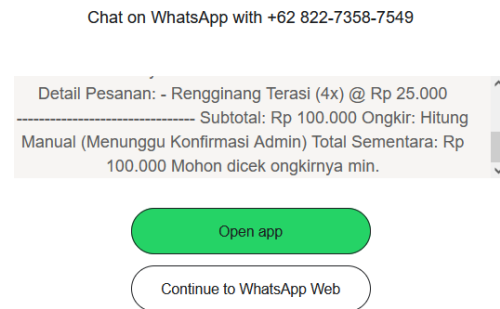 Chat on WhatsApp with +62 822-7358-7549
Detail Pesanan: - Rengginang Terasi (4x) @ Rp 25.000
-------------------------------- Subtotal: Rp 100.000 Ongkir: Hitung
Manual (Menunggu Konfirmasi Admin) Total Sementara: Rp
100.000 Mohon dicek ongkirnya min.
Open app
Continue to WhatsApp Web